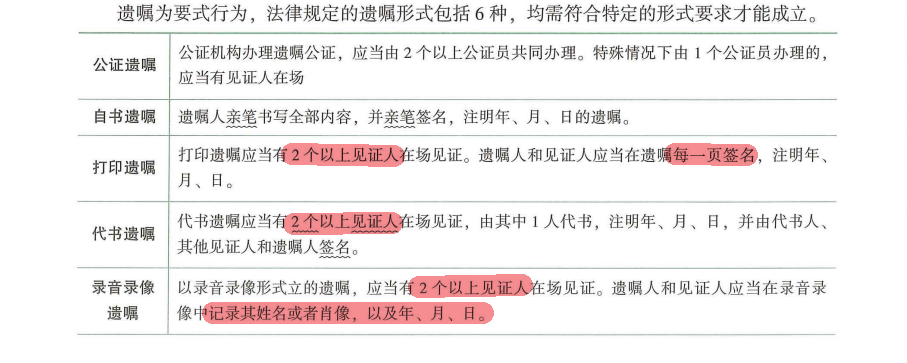 遗嘱为要式行为，法律规定的遗嘱形式包括 6 种，均需符合特定的形式要求才能成立。
公证遗嘱
公证机构办理遗嘱公证，应当由 2 个以上公证员共同办理。特殊情况下由 1 个公证员办理的，
应当有见证人在场
自书遗嘱
遗嘱人亲笔书写全部内容，并亲笔签名，注明年、月、日的遗嘱。
打印遗嘱
打印遗嘱应当有 2 个以上见证人在场见证。遗嘱人和见证人应当在遗嘱每一页签名，注明年、
月、日。
代书遗嘱
代书遗嘱应当有 2 个以上见证人在场见证，由其中 1 人代书，注明年、月、日，并由代书人、
其他见证人和遗嘱人签名。
录音录像
遗嘱
以录音录像形式立的遗嘱，应当有 2 个以上见证人在场见证。遗嘱人和见证人应当在录音录
像中记录其姓名或者肖像，以及年、月、日。